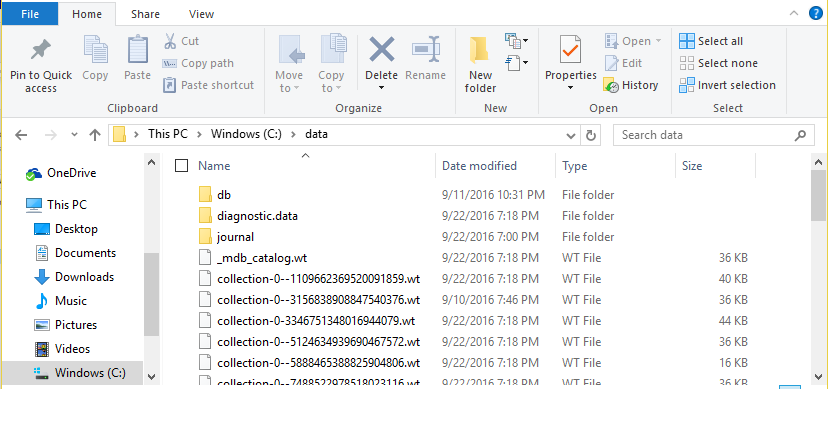 File Home Share View
Pin to Quick access
Copy
Paste
Cut
Copy path
Paste shortcut
Clipboard
Move to
Copy to
Delete
Rename
Organize
New folder
New
Properties
Open
Edit
History
Open
Select all
Select none
Invert selection
Select
This PC > Windows (C:) > data
Search data
OneDrive
This PC
Desktop
Documents
Downloads
Music
Pictures
Videos
Windows (C:)
Name Date modified Type Size
db 9/11/2016 10:31 PM File folder
diagnostic.data 9/22/2016 7:18 PM File folder
journal 9/22/2016 7:00 PM File folder
_mdb_catalog.wt 9/22/2016 7:18 PM WT File 36 KB
collection-0--1109662369520091859.wt 9/22/2016 7:18 PM WT File 40 KB
collection-0--3156838908847540376.wt 9/10/2016 7:46 PM WT File 36 KB
collection-0-3346751348016944079.wt 9/22/2016 7:18 PM WT File 44 KB
collection-0--5124634939690467572.wt 9/22/2016 7:18 PM WT File 36 KB
collection-0--5888465388825904806.wt 9/22/2016 7:18 PM WT File 16 KB
collection-0--7488522978518023116.wt 9/22/2016 7:18 PM WT File 36 KB